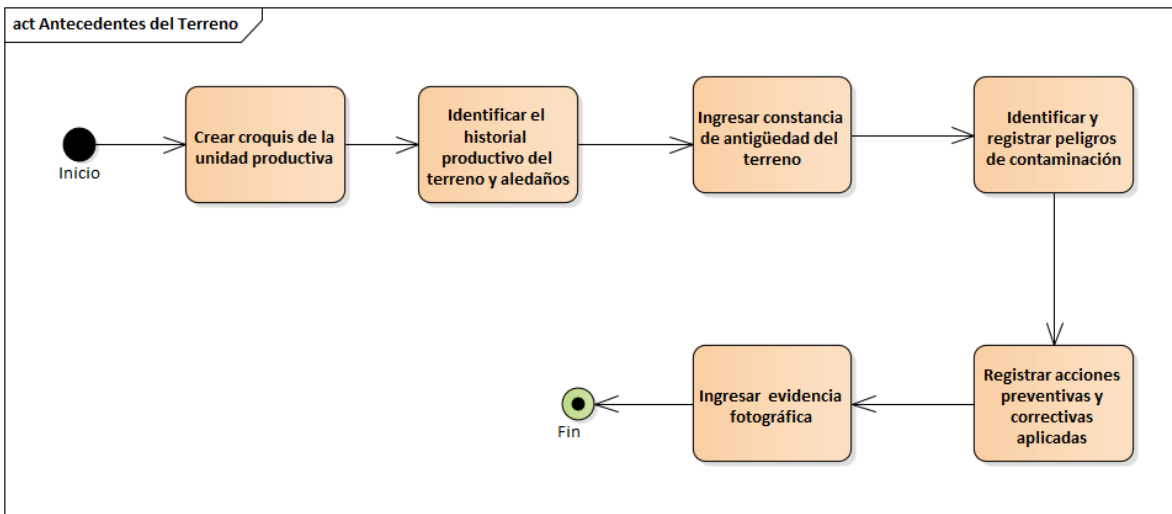 act Antecedentes del Terreno
Inicio
Crear croquis de la
unidad productiva
Identificar el
historial
productivo del
terreno y aledaños
Ingresar constancia
de antigüedad del
terreno
Identificar y
registrar peligros
de contaminación
Registrar acciones
preventivas y
correctivas
aplicadas
Ingresar  evidencia
fotográfica
Fin